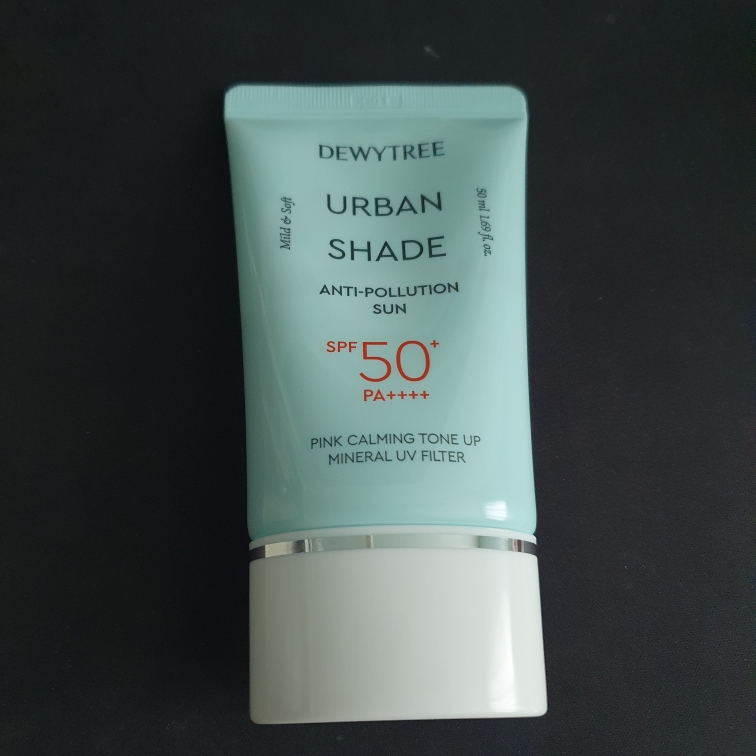 DEWYTREE
Mild & Soft
50 ml 1.69 fl. oz.
URBAN
SHADE
ANTI-POLLUTION
SUN
SPF 50+
PA++++
PINK CALMING TONE UP
MINERAL UV FILTER